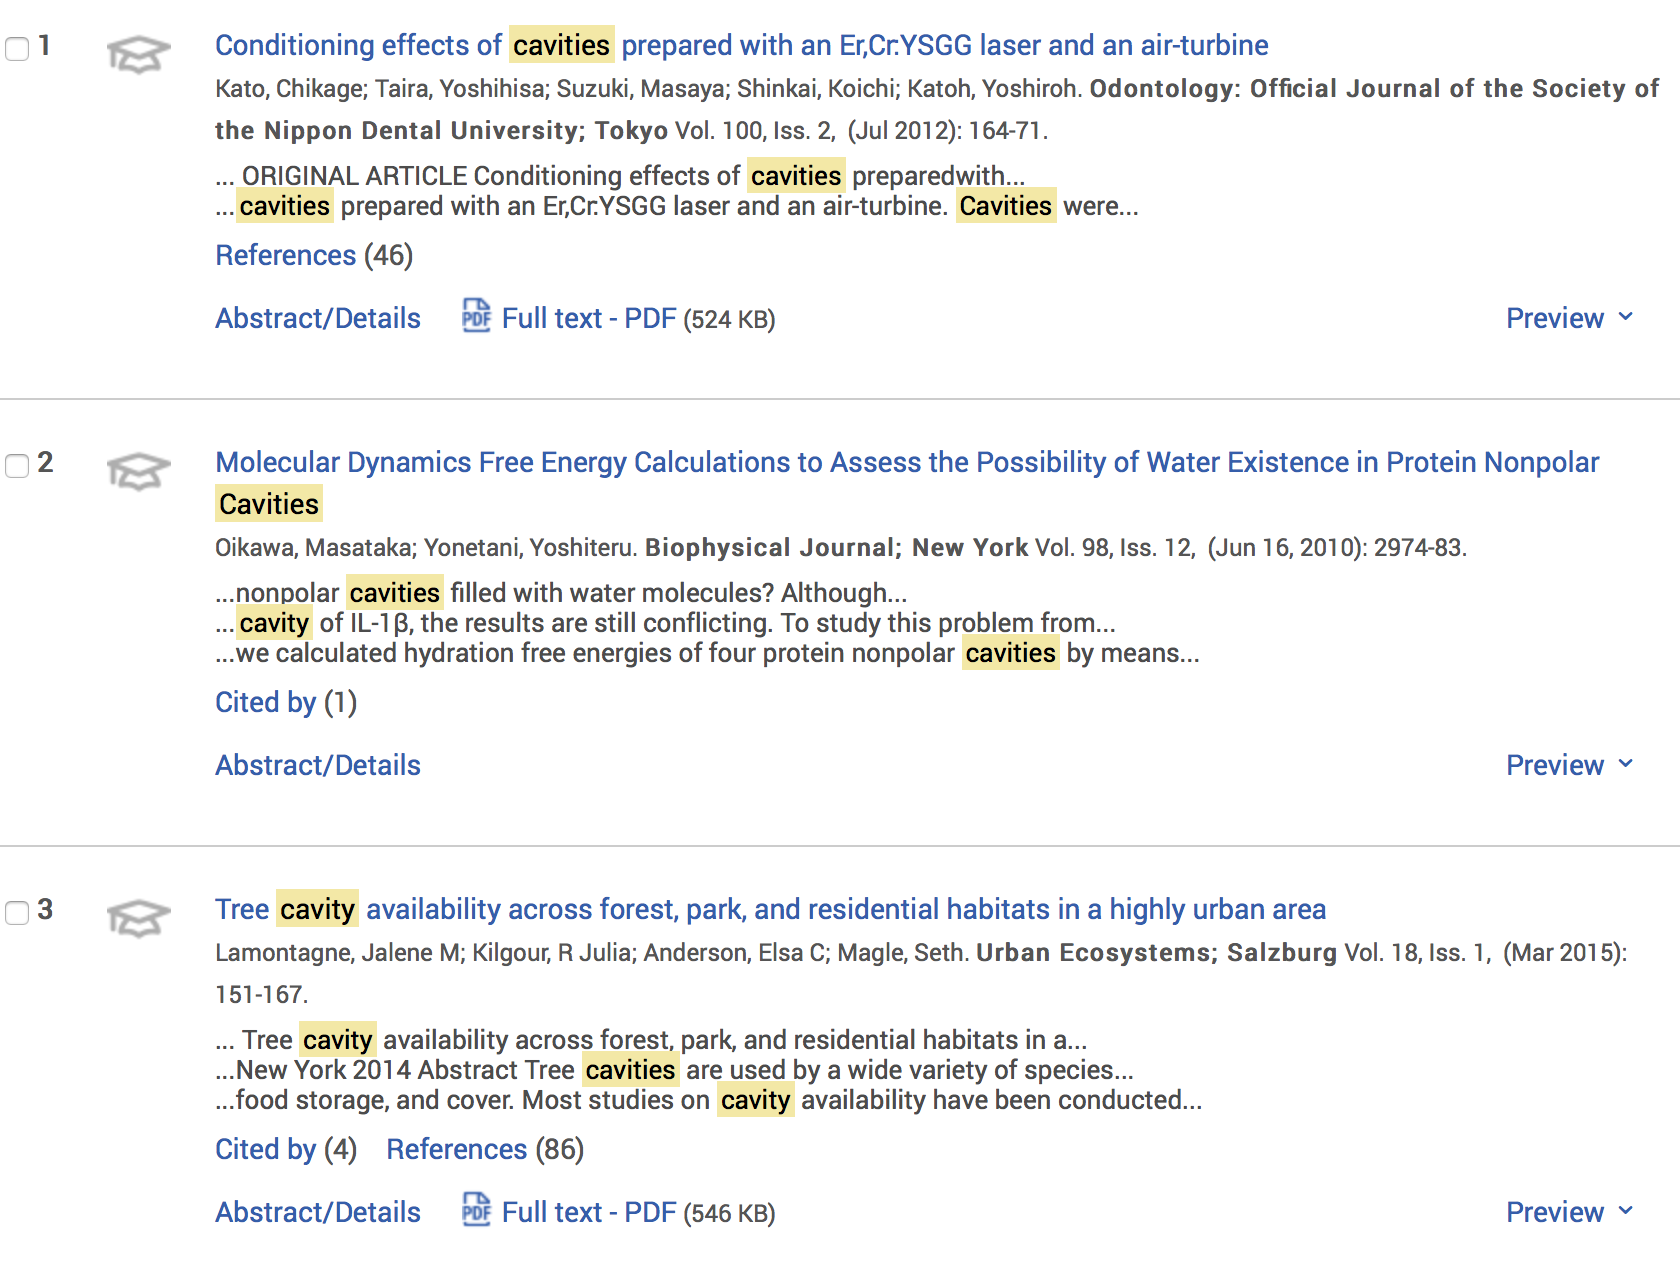 1
Conditioning effects of cavities prepared with an Er,Cr:YSGG laser and an air-turbine
Kato, Chikage; Taira, Yoshihisa; Suzuki, Masaya; Shinkai, Koichi; Katoh, Yoshiroh. Odontology: Official Journal of the Society of
the Nippon Dental University; Tokyo Vol. 100, Iss. 2, (Jul 2012): 164-71.
... ORIGINAL ARTICLE Conditioning effects of cavities preparedwith...
...cavities prepared with an Er,Cr:YSGG laser and an air-turbine. Cavities were...
References (46)
Abstract/Details PDF Full text - PDF (524 KB) Preview
2
Molecular Dynamics Free Energy Calculations to Assess the Possibility of Water Existence in Protein Nonpolar
Cavities
Oikawa, Masataka; Yonetani, Yoshiteru. Biophysical Journal; New York Vol. 98, Iss. 12, (Jun 16, 2010): 2974-83.
...nonpolar cavities filled with water molecules? Although...
...cavity of IL-1β, the results are still conflicting. To study this problem from...
...we calculated hydration free energies of four protein nonpolar cavities by means...
Cited by (1)
Abstract/Details Preview
3
Tree cavity availability across forest, park, and residential habitats in a highly urban area
Lamontagne, Jalene M; Kilgour, R Julia; Anderson, Elsa C; Magle, Seth. Urban Ecosystems; Salzburg Vol. 18, Iss. 1, (Mar 2015):
151-167.
... Tree cavity availability across forest, park, and residential habitats in a...
...New York 2014 Abstract Tree cavities are used by a wide variety of species...
...food storage, and cover. Most studies on cavity availability have been conducted...
Cited by (4) References (86)
Abstract/Details PDF Full text - PDF (546 KB) Preview